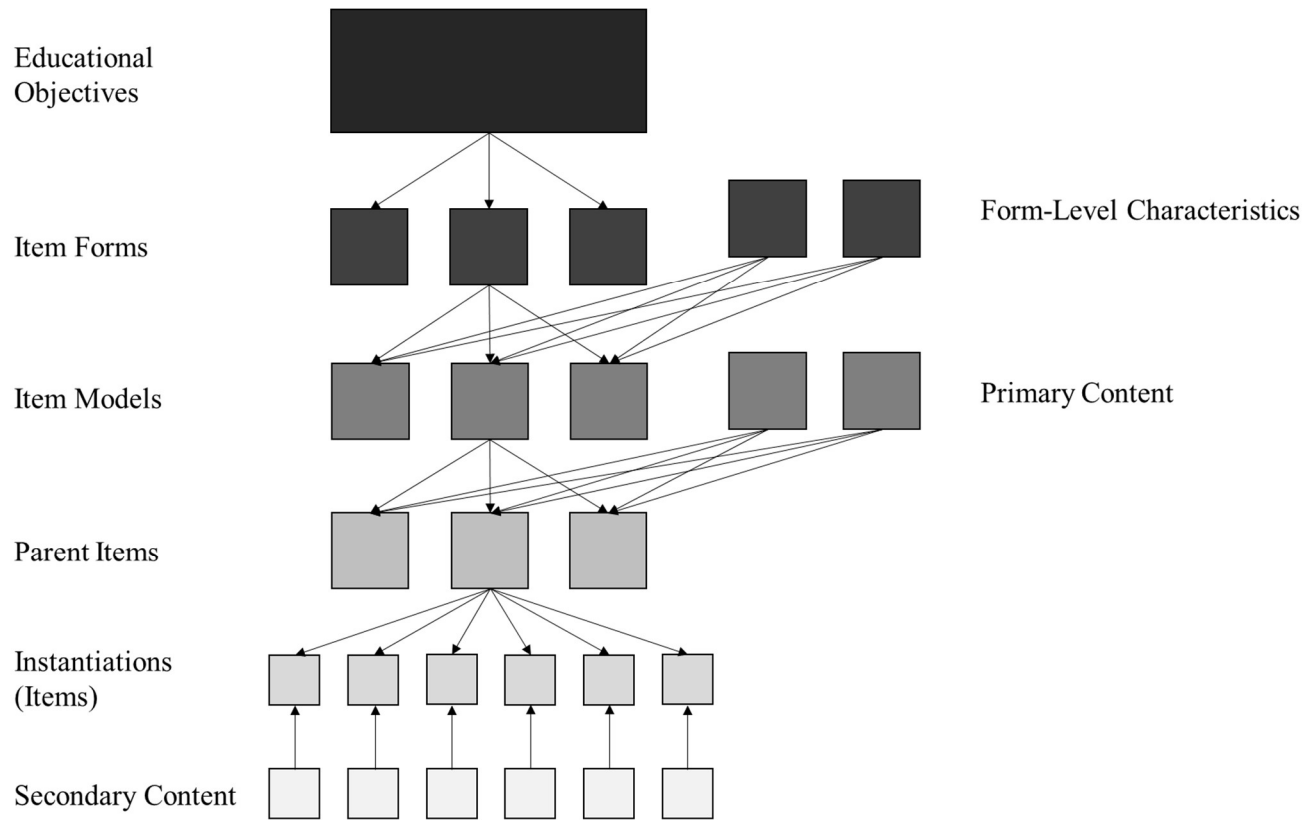 Educational
Objectives
Form-Level Characteristics
Item Forms
Item Models
Primary Content
Parent Items
Instantiations
(Items)
Secondary Content